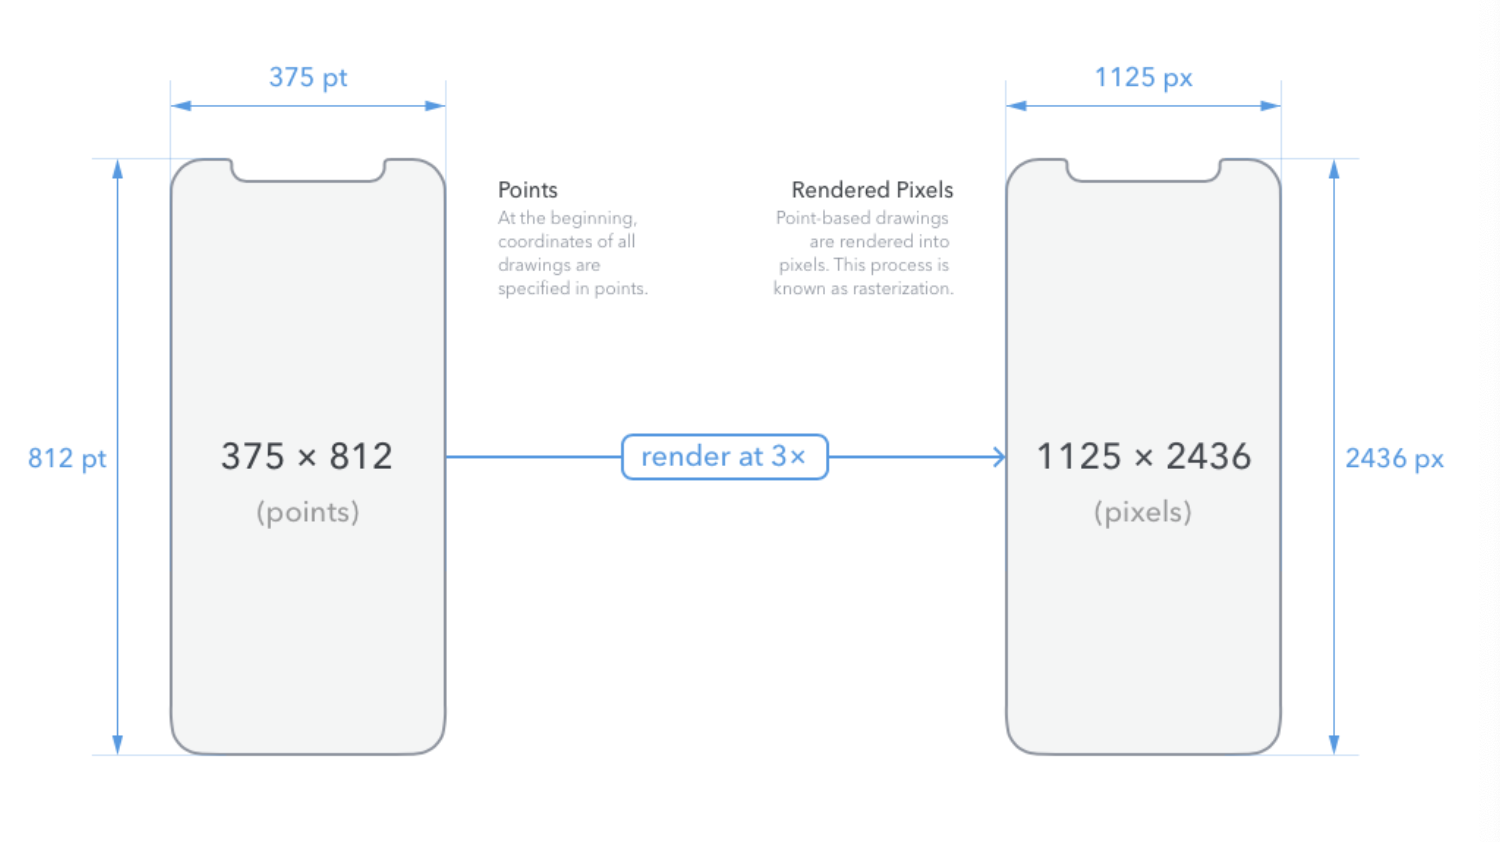 375 pt
1125 px
Points
At the beginning,
coordinates of all
drawings are
specified in points.
Rendered Pixels
Point-based drawings
are rendered into
pixels. This process is
known as rasterization.
812 pt
375 × 812
(points)
render at 3×
1125 × 2436
(pixels)
2436 px